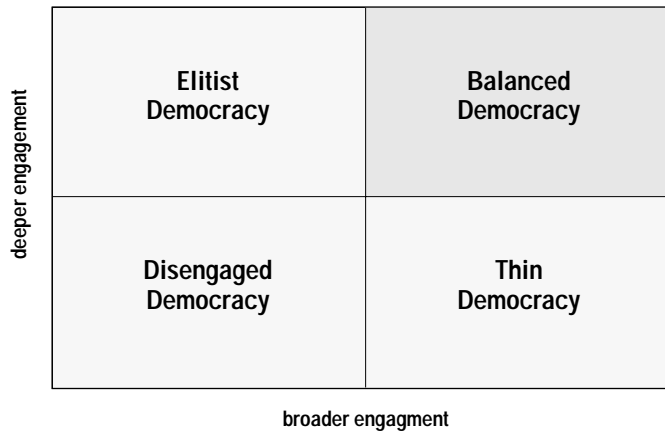 Elitist
Democracy
Balanced
Democracy
deeper engagement
Disengaged
Democracy
Thin
Democracy
broader engagment